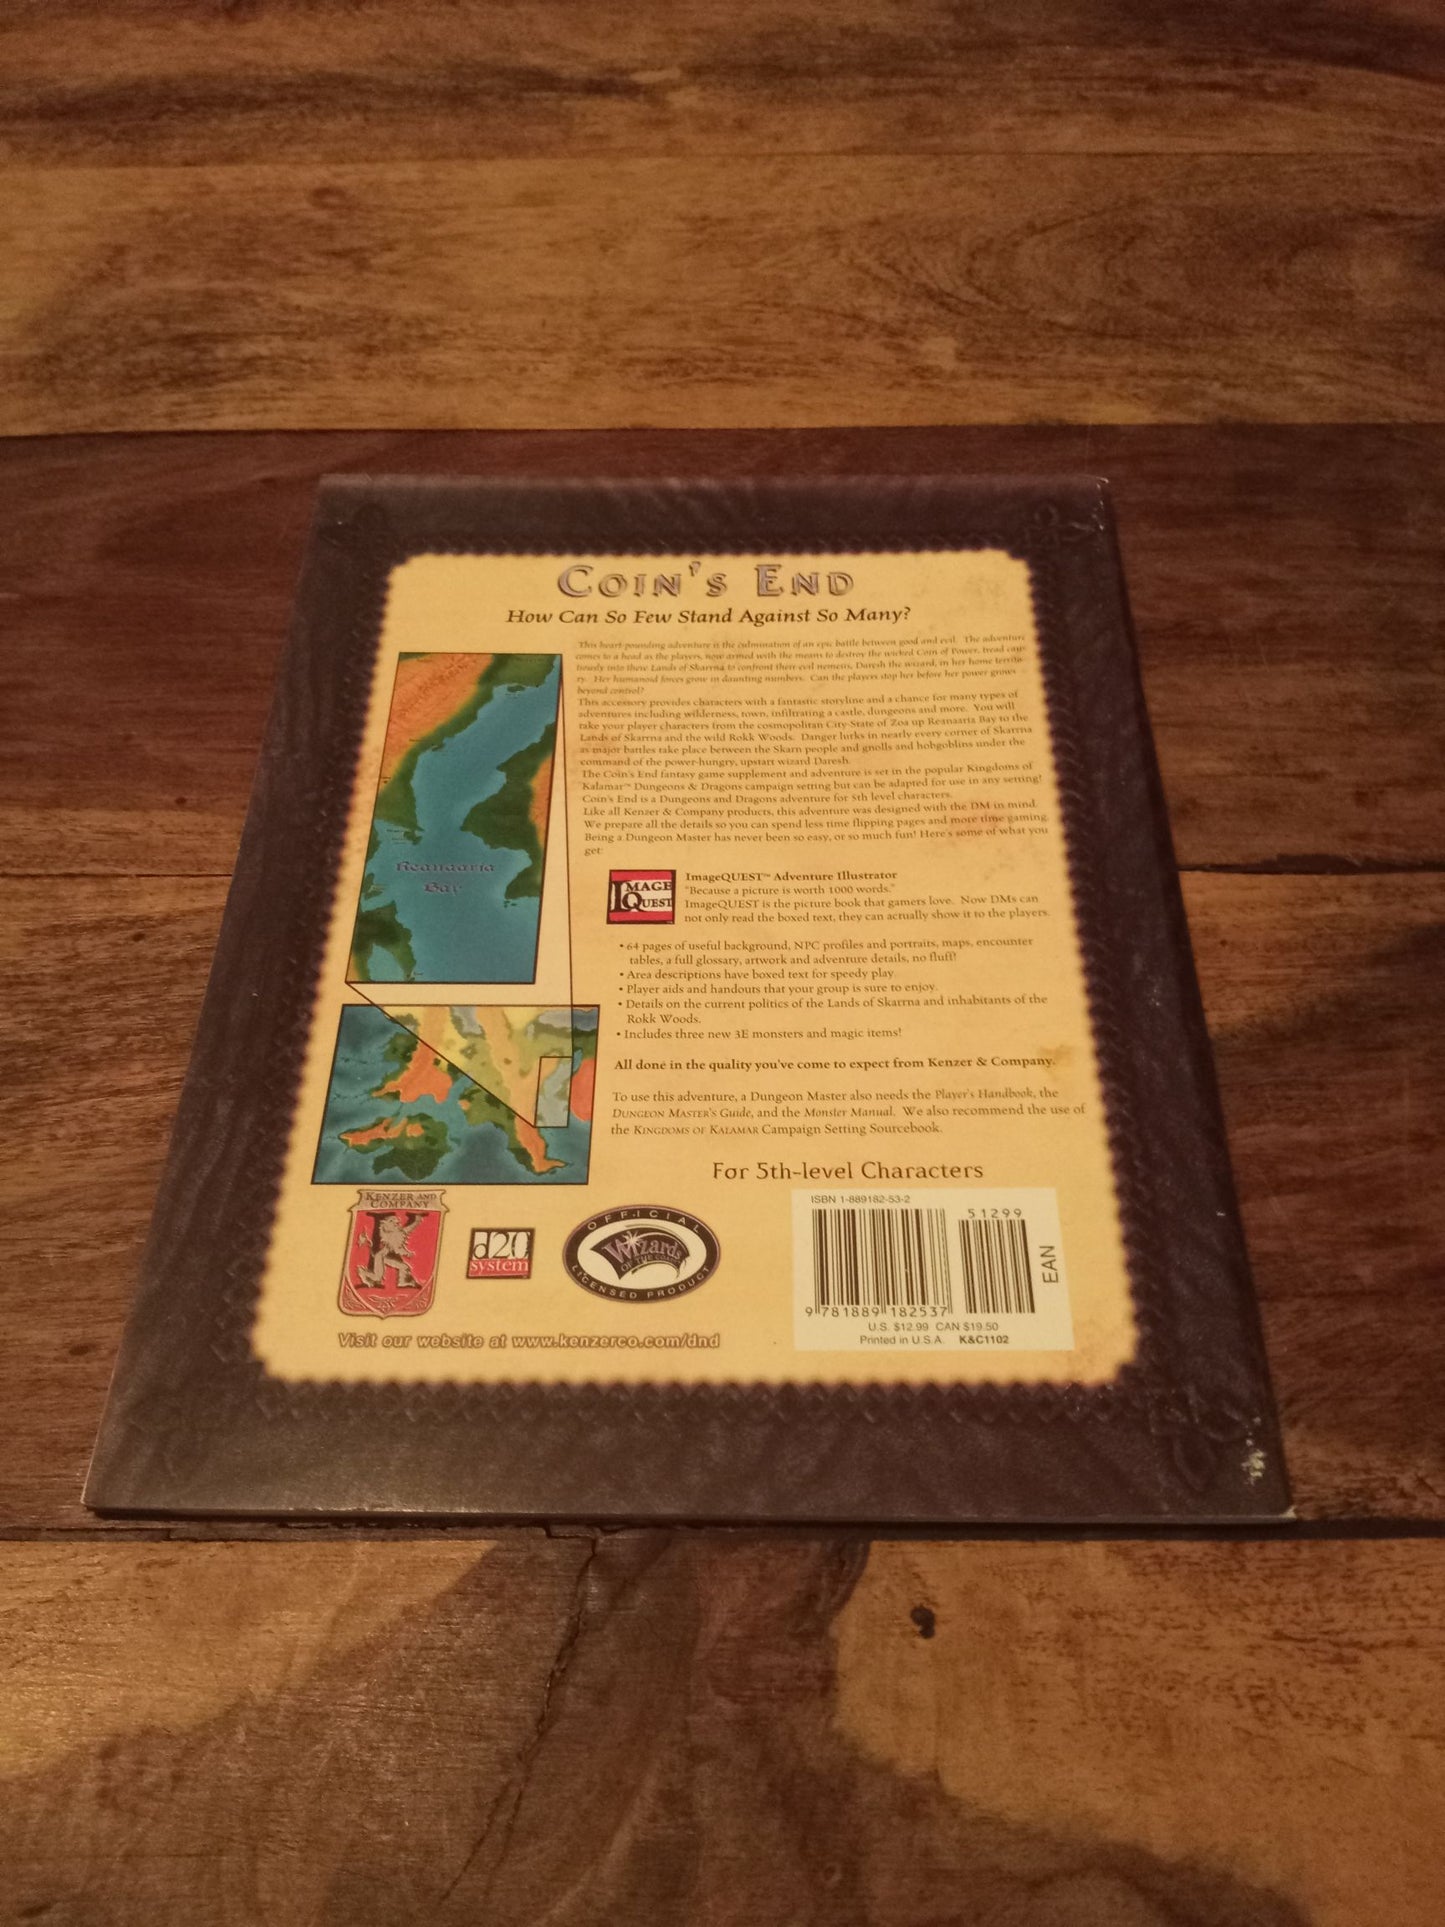 Coin's End
How Can So Few Stand Against So Many?
This heart-pounding adventure is the culmination of an epic battle between good and evil. The adventure
comes to a head as the players, now armed with the means to destroy the wicked Coin of Power, tread cau-
tiously into these Lands of Skarrna to confront their evil nemesis, Daresh the wizard, in her home territo-
ry. Her humanoid forces grow in daunting numbers. Can the players stop her before her power grows
beyond control?
This accessory provides characters with a fantastic storyline and a chance for many types of
adventures including wilderness, town, infiltrating a castle, dungeons and more. You will
take your player characters from the cosmopolitan City-State of Zoa up Reanaaria Bay to the
Lands of Skarrna and the wild Rokk Woods. Danger lurks in nearly every corner of Skarrna
as major battles take place between the Skarn people and gnolls and hobgoblins under the
command of the power-hungry, upstart wizard Daresh.
The Coin's End fantasy game supplement and adventure is set in the popular Kingdoms of
Kalamar™ Dungeons & Dragons campaign setting but can be adapted for use in any setting!
Coin's End is a Dungeons and Dragons adventure for 5th level characters.
Like all Kenzer & Company products, this adventure was designed with the DM in mind.
We prepare all the details so you can spend less time flipping pages and more time gaming.
Being a Dungeon Master has never been so easy, or so much fun! Here's some of what you
get:
Reanaaria
Bay
Image
Quest
ImageQUEST™ Adventure Illustrator
"Because a picture is worth 1000 words."
ImageQUEST is the picture book that gamers love. Now DMs can
not only read the boxed text, they can actually show it to the players.
• 64 pages of useful background, NPC profiles and portraits, maps, encounter
tables, a full glossary, artwork and adventure details, no fluff!
• Area descriptions have boxed text for speedy play
• Player aids and handouts that your group is sure to enjoy.
• Details on the current politics of the Lands of Skarrna and inhabitants of the
Rokk Woods.
• Includes three new 3E monsters and magic items!
All done in the quality you've come to expect from Kenzer & Company.
To use this adventure, a Dungeon Master also needs the Player's Handbook, the
Dungeon Master's Guide, and the Monster Manual. We also recommend the use of
the Kingdoms of Kalamar Campaign Setting Sourcebook.
For 5th-level Characters
Kenzer and
Company
K
d20
system
OFFICIAL
Wizards
OF THE COAST
LICENSED PRODUCT
ISBN 1-889182-53-2
51299
EAN
9 781889 182537
U.S. $12.99 CAN $19.50
Printed in U.S.A. K&C1102
Visit our website at www.kenzerco.com/dnd